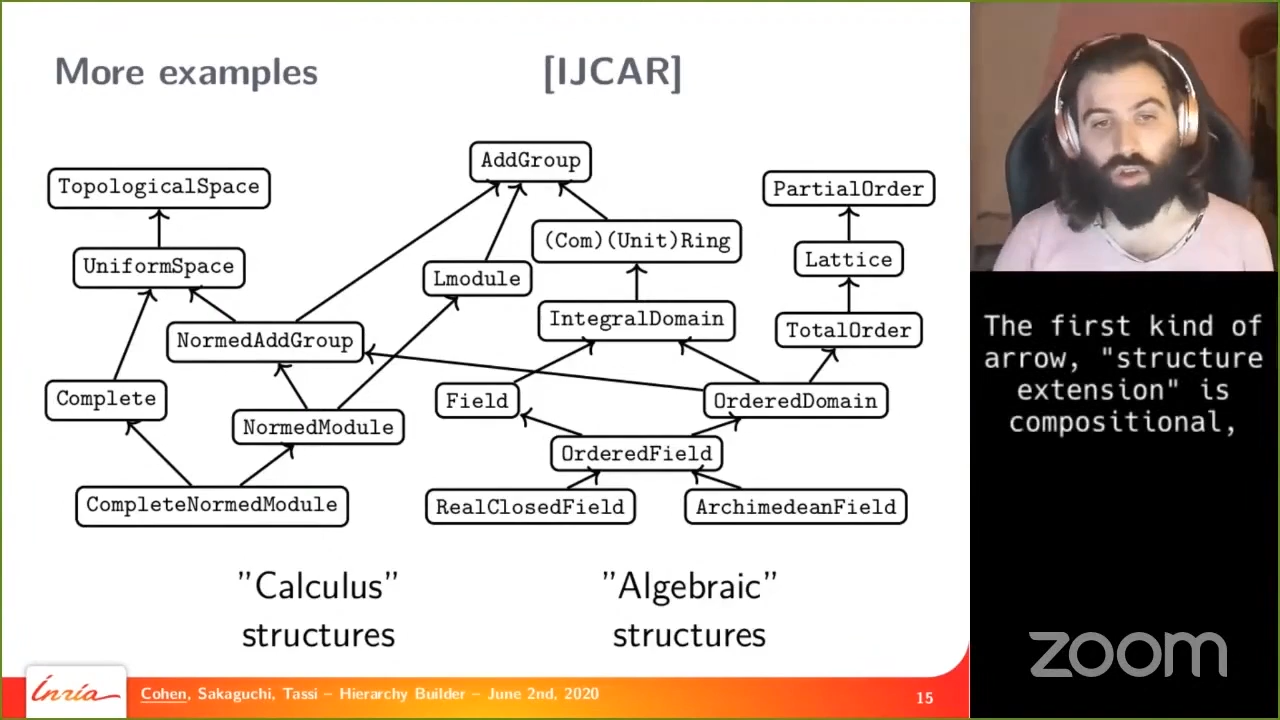 More examples
[IJCAR]
AddGroup
TopologicalSpace
PartialOrder
(Com)(Unit)Ring
UniformSpace
Lattice
Lmodule
IntegralDomain
TotalOrder
NormedAddGroup
Complete
Field
OrderedDomain
NormedModule
OrderedField
CompleteNormedModule
RealClosedField
ArchimedeanField
"Calculus"
structures
"Algebraic"
structures
Inria
Cohen, Sakaguchi, Tassi – Hierarchy Builder – June 2nd, 2020
15
The first kind of
arrow, "structure
extension" is
compositional,
zoom